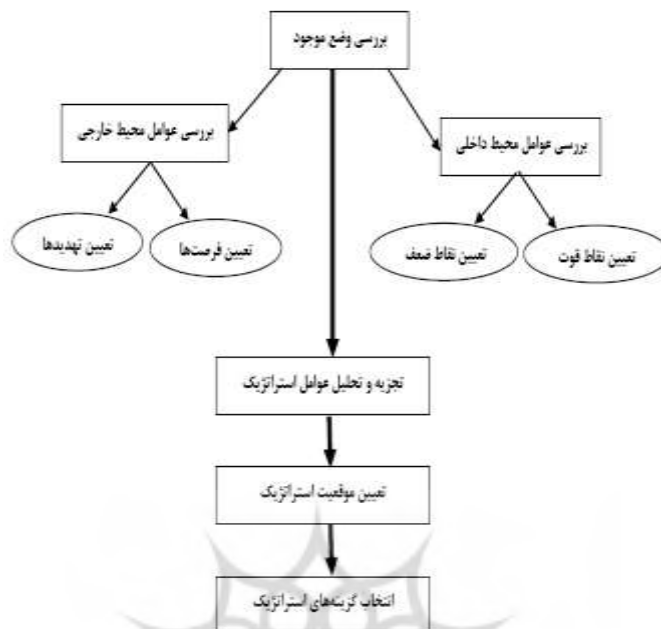 بررسی وضع موجود
بررسی عوامل محیط داخلی
بررسی عوامل محیط خارجی
تعیین نقاط قوت
تعیین نقاط ضعف
تعیین فرصت‌ها
تعیین تهدیدها
تجزیه و تحلیل عوامل استراتژیک
تعیین موقعیت استراتژیک
انتخاب گزینه‌های استراتژیک